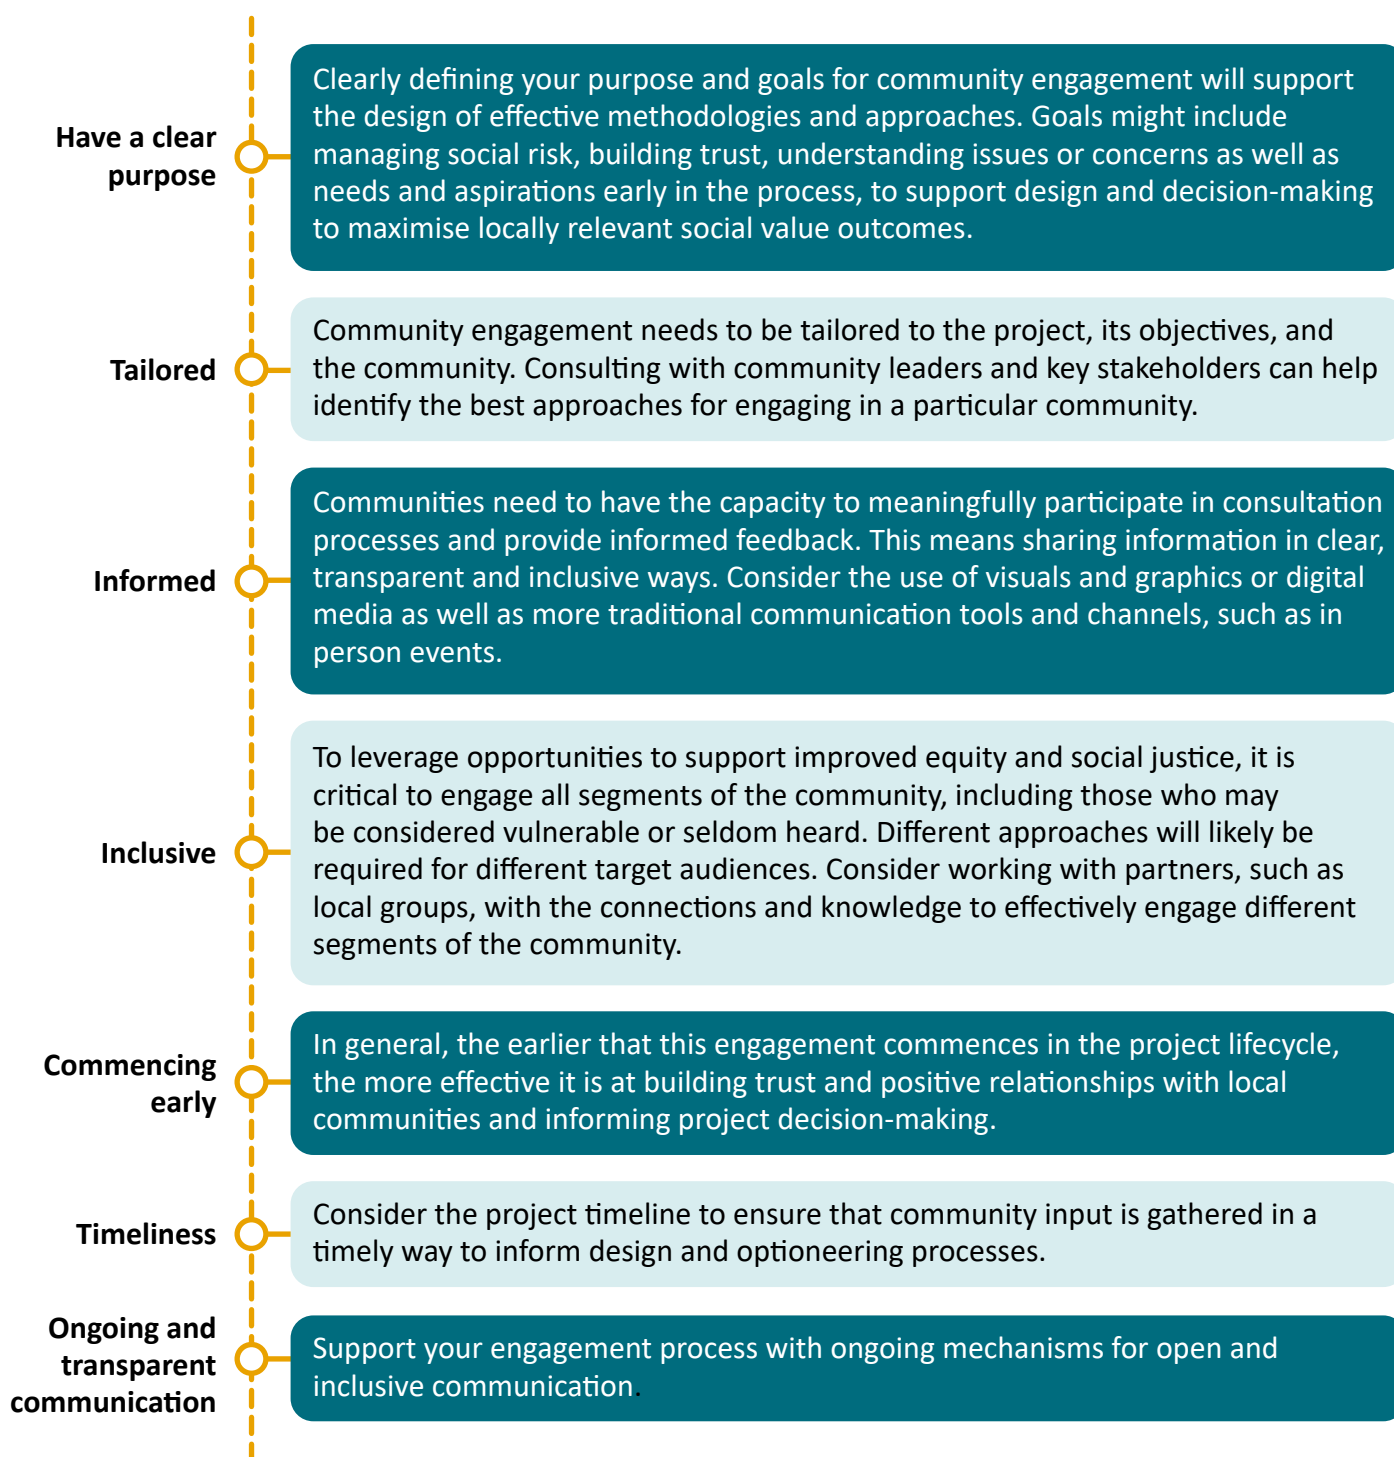 Have a clear
purpose
Clearly defining your purpose and goals for community engagement will support
the design of effective methodologies and approaches. Goals might include
managing social risk, building trust, understanding issues or concerns as well as
needs and aspirations early in the process, to support design and decision-making
to maximise locally relevant social value outcomes.
Tailored
Community engagement needs to be tailored to the project, its objectives, and
the community. Consulting with community leaders and key stakeholders can help
identify the best approaches for engaging in a particular community.
Informed
Communities need to have the capacity to meaningfully participate in consultation
processes and provide informed feedback. This means sharing information in clear,
transparent and inclusive ways. Consider the use of visuals and graphics or digital
media as well as more traditional communication tools and channels, such as in
person events.
Inclusive
To leverage opportunities to support improved equity and social justice, it is
critical to engage all segments of the community, including those who may
be considered vulnerable or seldom heard. Different approaches will likely be
required for different target audiences. Consider working with partners, such as
local groups, with the connections and knowledge to effectively engage different
segments of the community.
Commencing
early
In general, the earlier that this engagement commences in the project lifecycle,
the more effective it is at building trust and positive relationships with local
communities and informing project decision-making.
Timeliness
Consider the project timeline to ensure that community input is gathered in a
timely way to inform design and optioneering processes.
Ongoing and
transparent
communication
Support your engagement process with ongoing mechanisms for open and
inclusive communication.